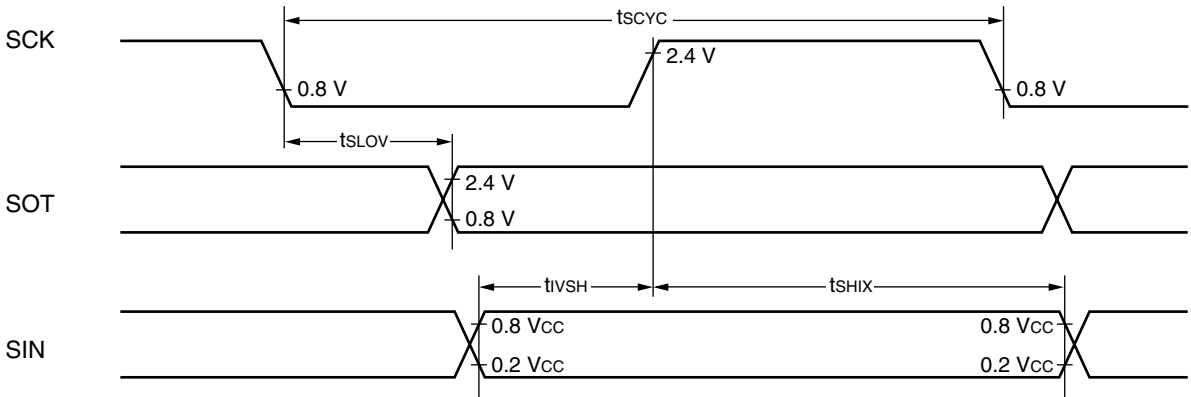 tSCYC
SCK
2.4 V
0.8 V
0.8 V
tSLOV
2.4 V
SOT
0.8 V
tIVSH
tSHIX
0.8 VCC
0.8 VCC
SIN
0.2 VCC
0.2 VCC